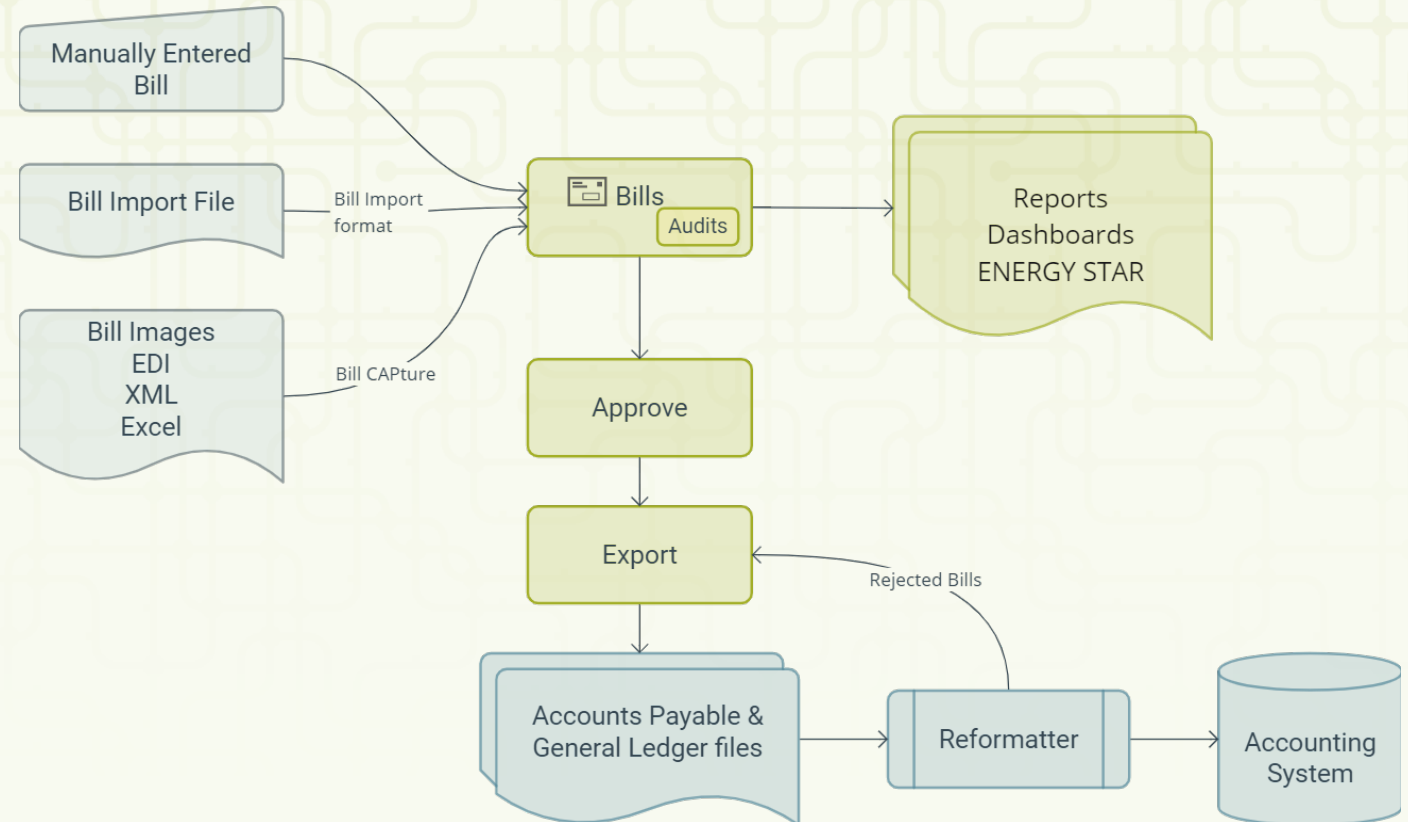 Manually Entered
Bill
Bill Import File
Bill Import
format
Bill Images
EDI
XML
Excel
Bill CAPture
Bills
Audits
Reports
Dashboards
ENERGY STAR
Approve
Export
Rejected Bills
Accounts Payable &
General Ledger files
Reformatter
Accounting
System